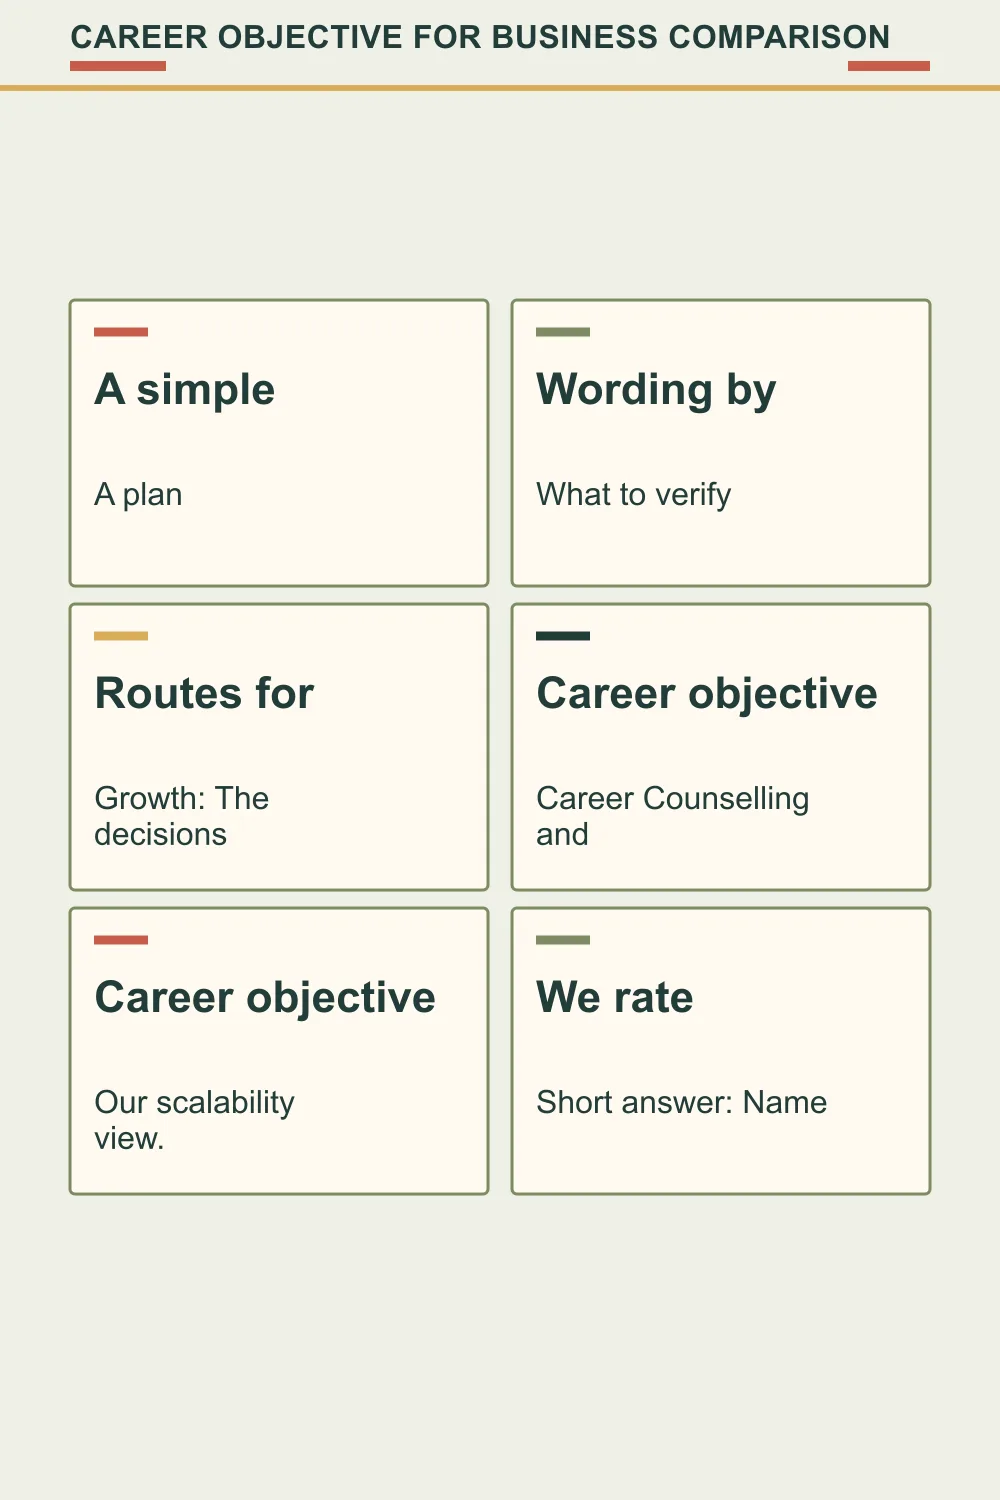 CAREER OBJECTIVE FOR BUSINESS COMPARISON
A simple
A plan
Wording by
What to verify
Routes for
Growth: The
decisions
Career objective
Career Counselling
and
Career objective
Our scalability
view.
We rate
Short answer: Name